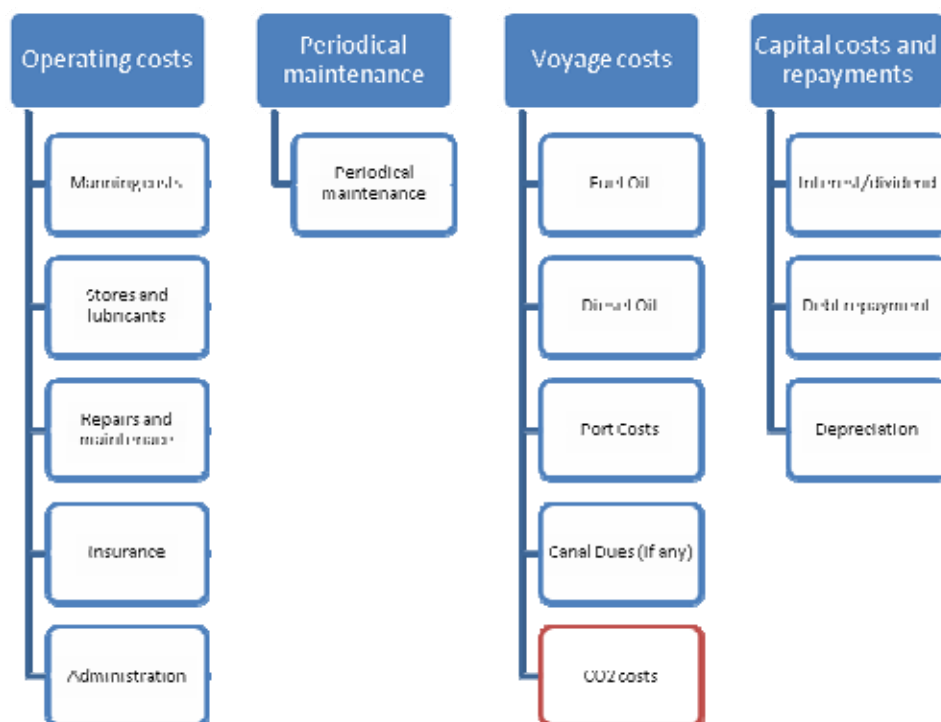 Operating costs
Manning costs
Stores and
lubricants
Repairs and
maintenace
Insurance
Administration
Periodical
maintenance
Periodical
maintenance
Voyage costs
Fuel Oil
Diesel Oil
Port Costs
Canal Dues (If any)
CO2 costs
Capital costs and
repayments
Interest/dividend
Debt repayment
Depreciation